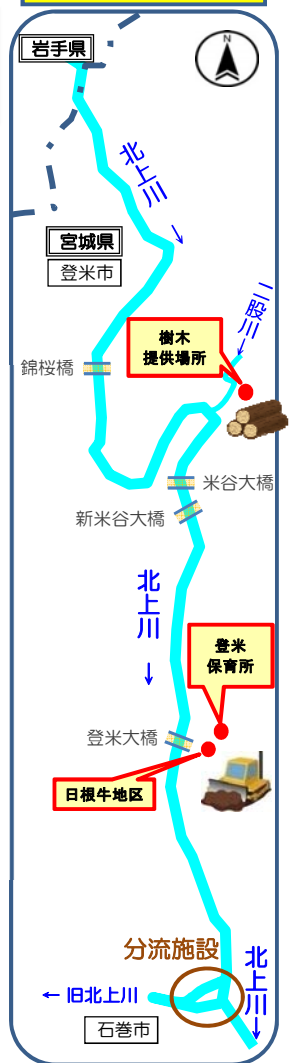 岩手県
N
北上川
↓
宮城県
登米市
二股川
↓
樹木
提供場所
錦桜橋
米谷大橋
新米谷大橋
北上川
↓
登米
保育所
登米大橋
日根牛地区
分流施設
北上川
↓
← 旧北上川
石巻市